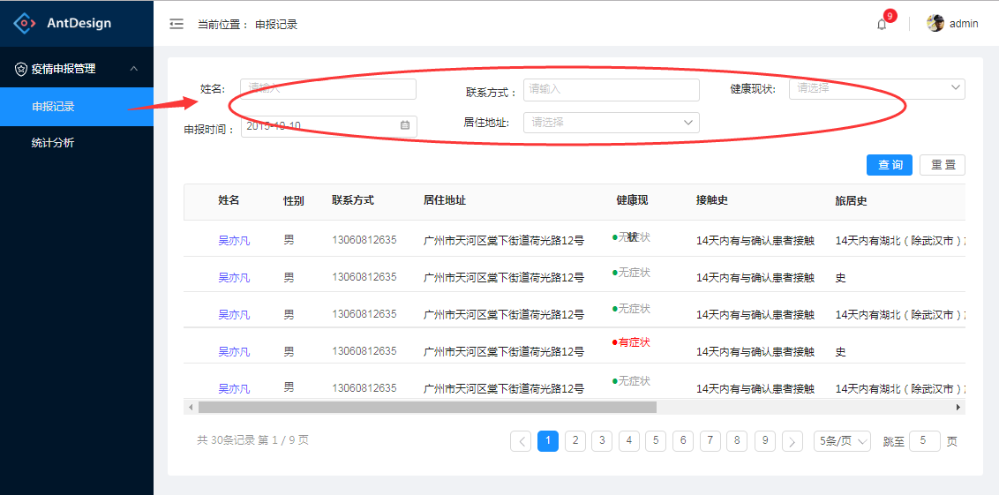 AntDesign
当前位置： 申报记录
9
admin
疫情申报管理
申报记录
统计分析
姓名:
请输入
联系方式：
请输入
健康现状:
请选择
申报时间：
2015-10-10
居住地址:
请选择
查 询
重 置
姓名 性别 联系方式 居住地址 健康现状 接触史 旅居史
吴亦凡 男 13060812635 广州市天河区棠下街道荷光路12号 无症状 14天内有与确认患者接触 14天内有湖北（除武汉市）
吴亦凡 男 13060812635 广州市天河区棠下街道荷光路12号 无症状 14天内有与确认患者接触 史
吴亦凡 男 13060812635 广州市天河区棠下街道荷光路12号 无症状 14天内有与确认患者接触 14天内有湖北（除武汉市）
吴亦凡 男 13060812635 广州市天河区棠下街道荷光路12号 有症状 14天内有与确认患者接触 史
吴亦凡 男 13060812635 广州市天河区棠下街道荷光路12号 无症状 14天内有与确认患者接触 14天内有湖北（除武汉市）
共 30条记录 第 1 / 9 页
1 2 3 4 5 6 7 8 9
5条/页
跳至 5 页